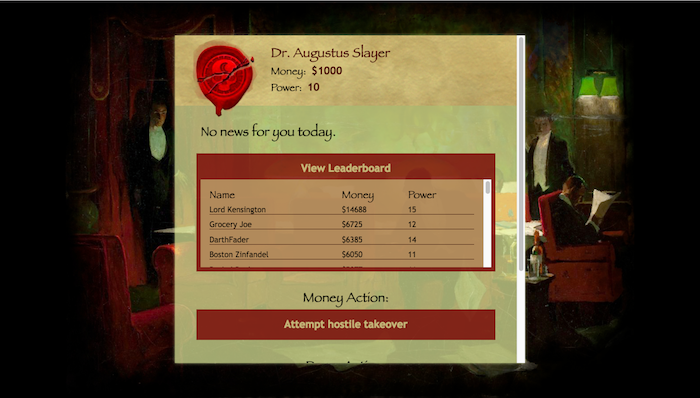 Dr. Augustus Slayer
Money: $1000
Power: 10
No news for you today.
View Leaderboard
Name Money Power
Lord Kensington $14688 15
Grocery Joe $6725 12
DarthFader $6385 14
Boston Zinfandel $6050 11
Money Action:
Attempt hostile takeover